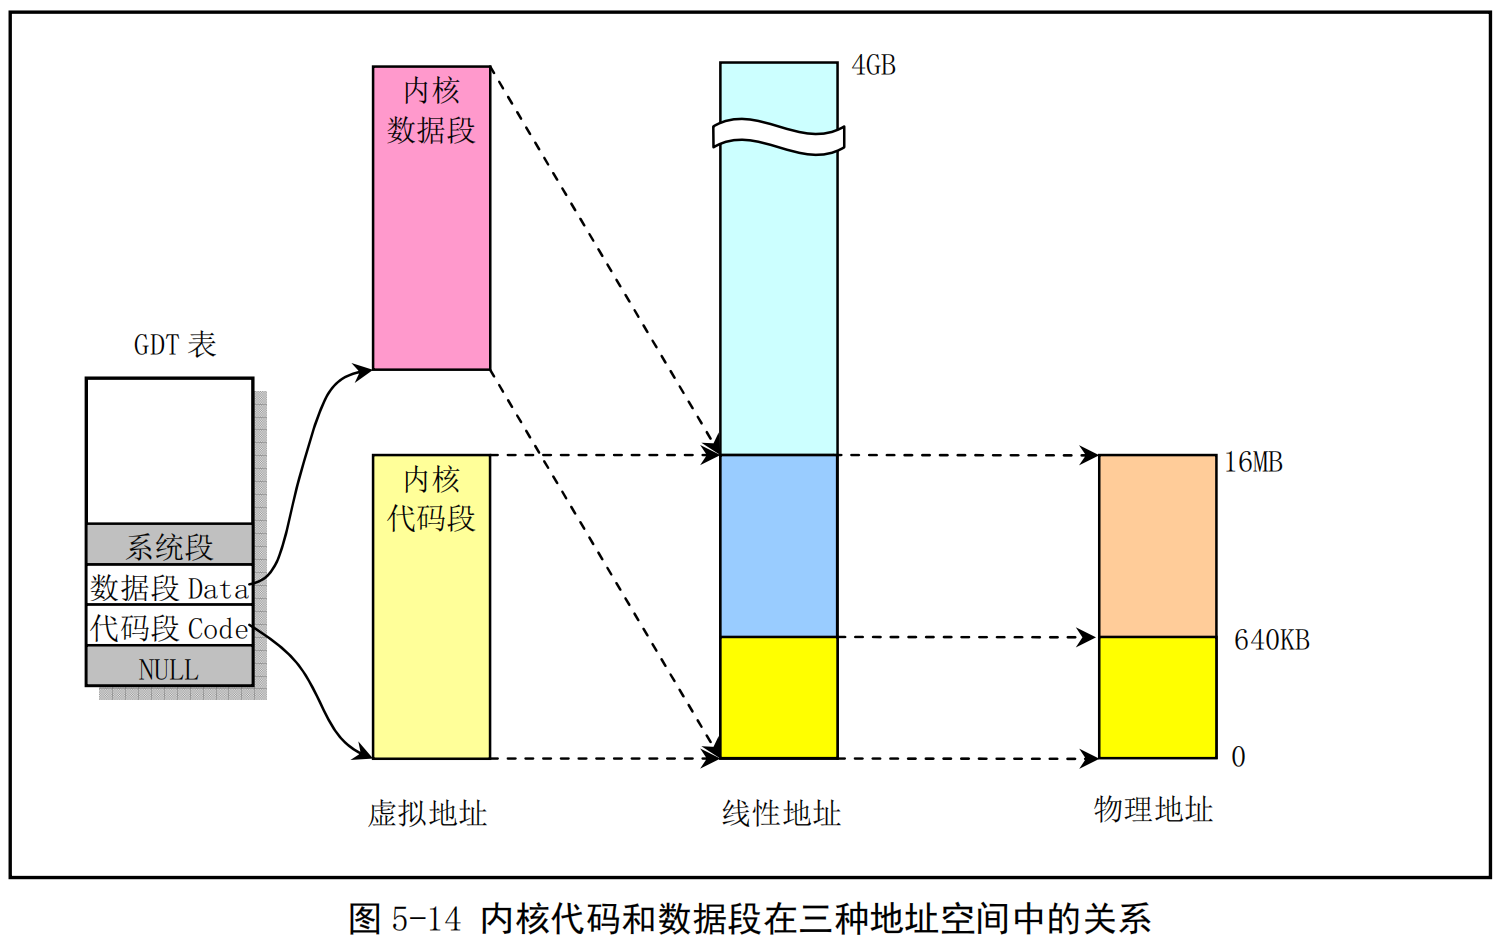 4GB
内核
数据段
GDT 表
内核
代码段
16MB
系统段
数据段 Data
代码段 Code
NULL
640KB
0
虚拟地址
线性地址
物理地址
图 5-14 内核代码和数据段在三种地址空间中的关系